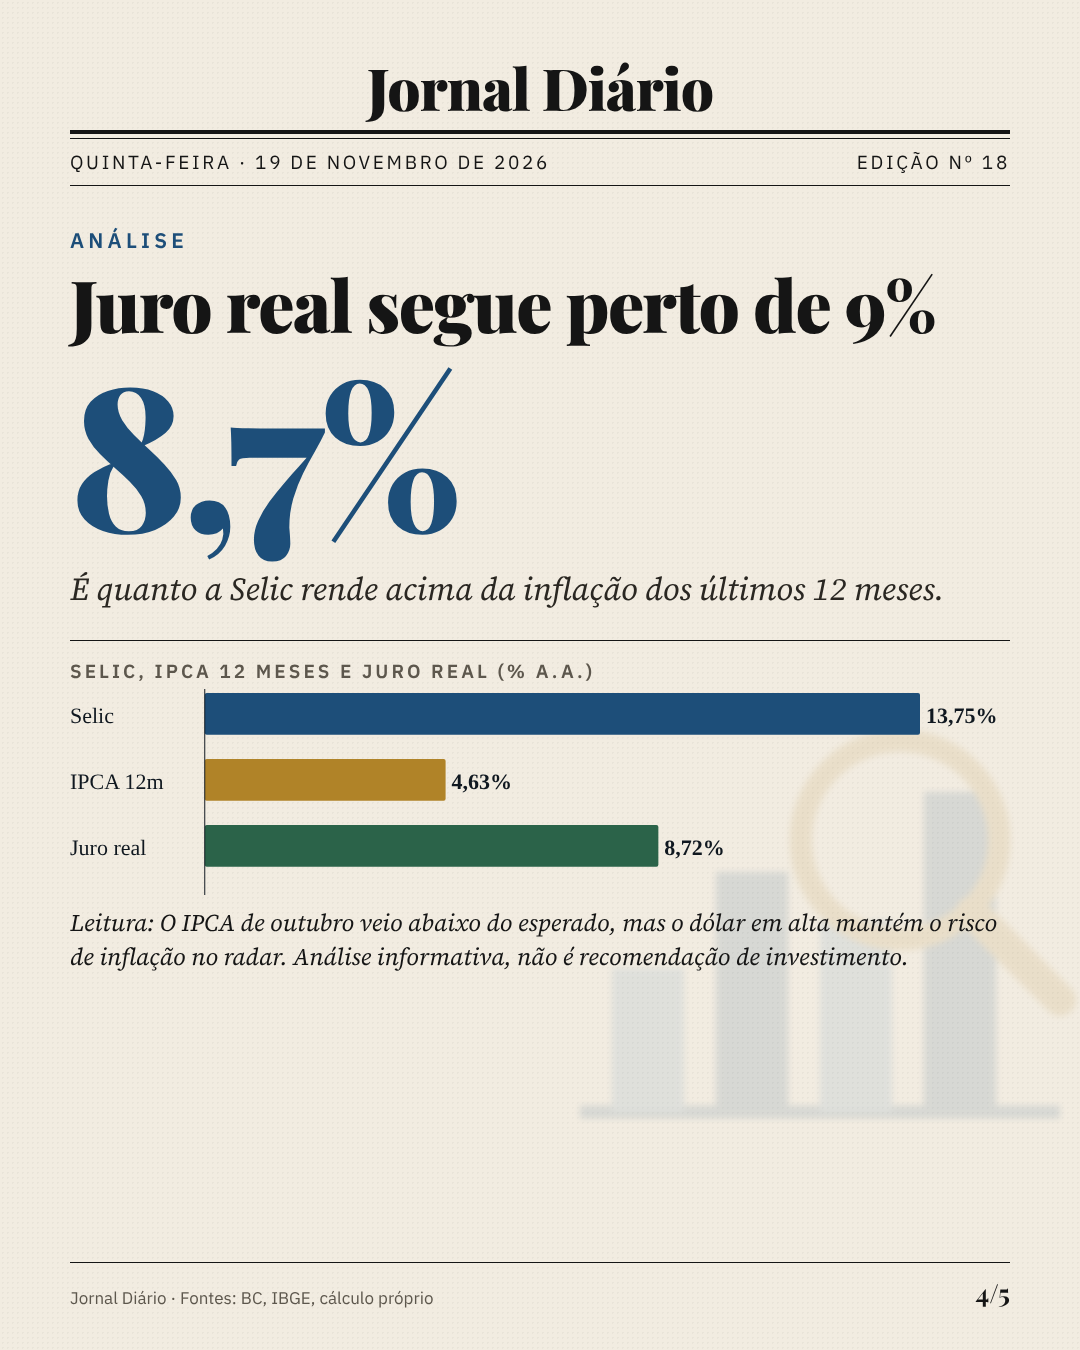 Jornal Diário
QUINTA-FEIRA · 19 DE NOVEMBRO DE 2026
EDIÇÃO Nº 18
ANÁLISE
Juro real segue perto de 9%
8,7%
É quanto a Selic rende acima da inflação dos últimos 12 meses.
SELIC, IPCA 12 MESES E JURO REAL (% A.A.)
Selic
13,75%
IPCA 12m
4,63%
Juro real
8,72%
Leitura: O IPCA de outubro veio abaixo do esperado, mas o dólar em alta mantém o risco
de inflação no radar. Análise informativa, não é recomendação de investimento.
Jornal Diário · Fontes: BC, IBGE, cálculo próprio
4/5